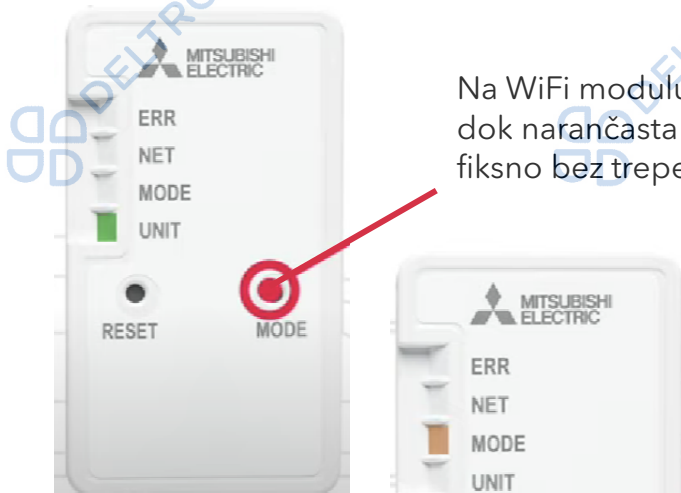 MITSUBISHI
ELECTRIC
ERR
NET
MODE
UNIT
RESET
MODE
Na WiFi modulu
dok narančasta
fiksno bez trepe
MITSUBISHI
ELECTRIC
ERR
NET
MODE
UNIT
DELTRO